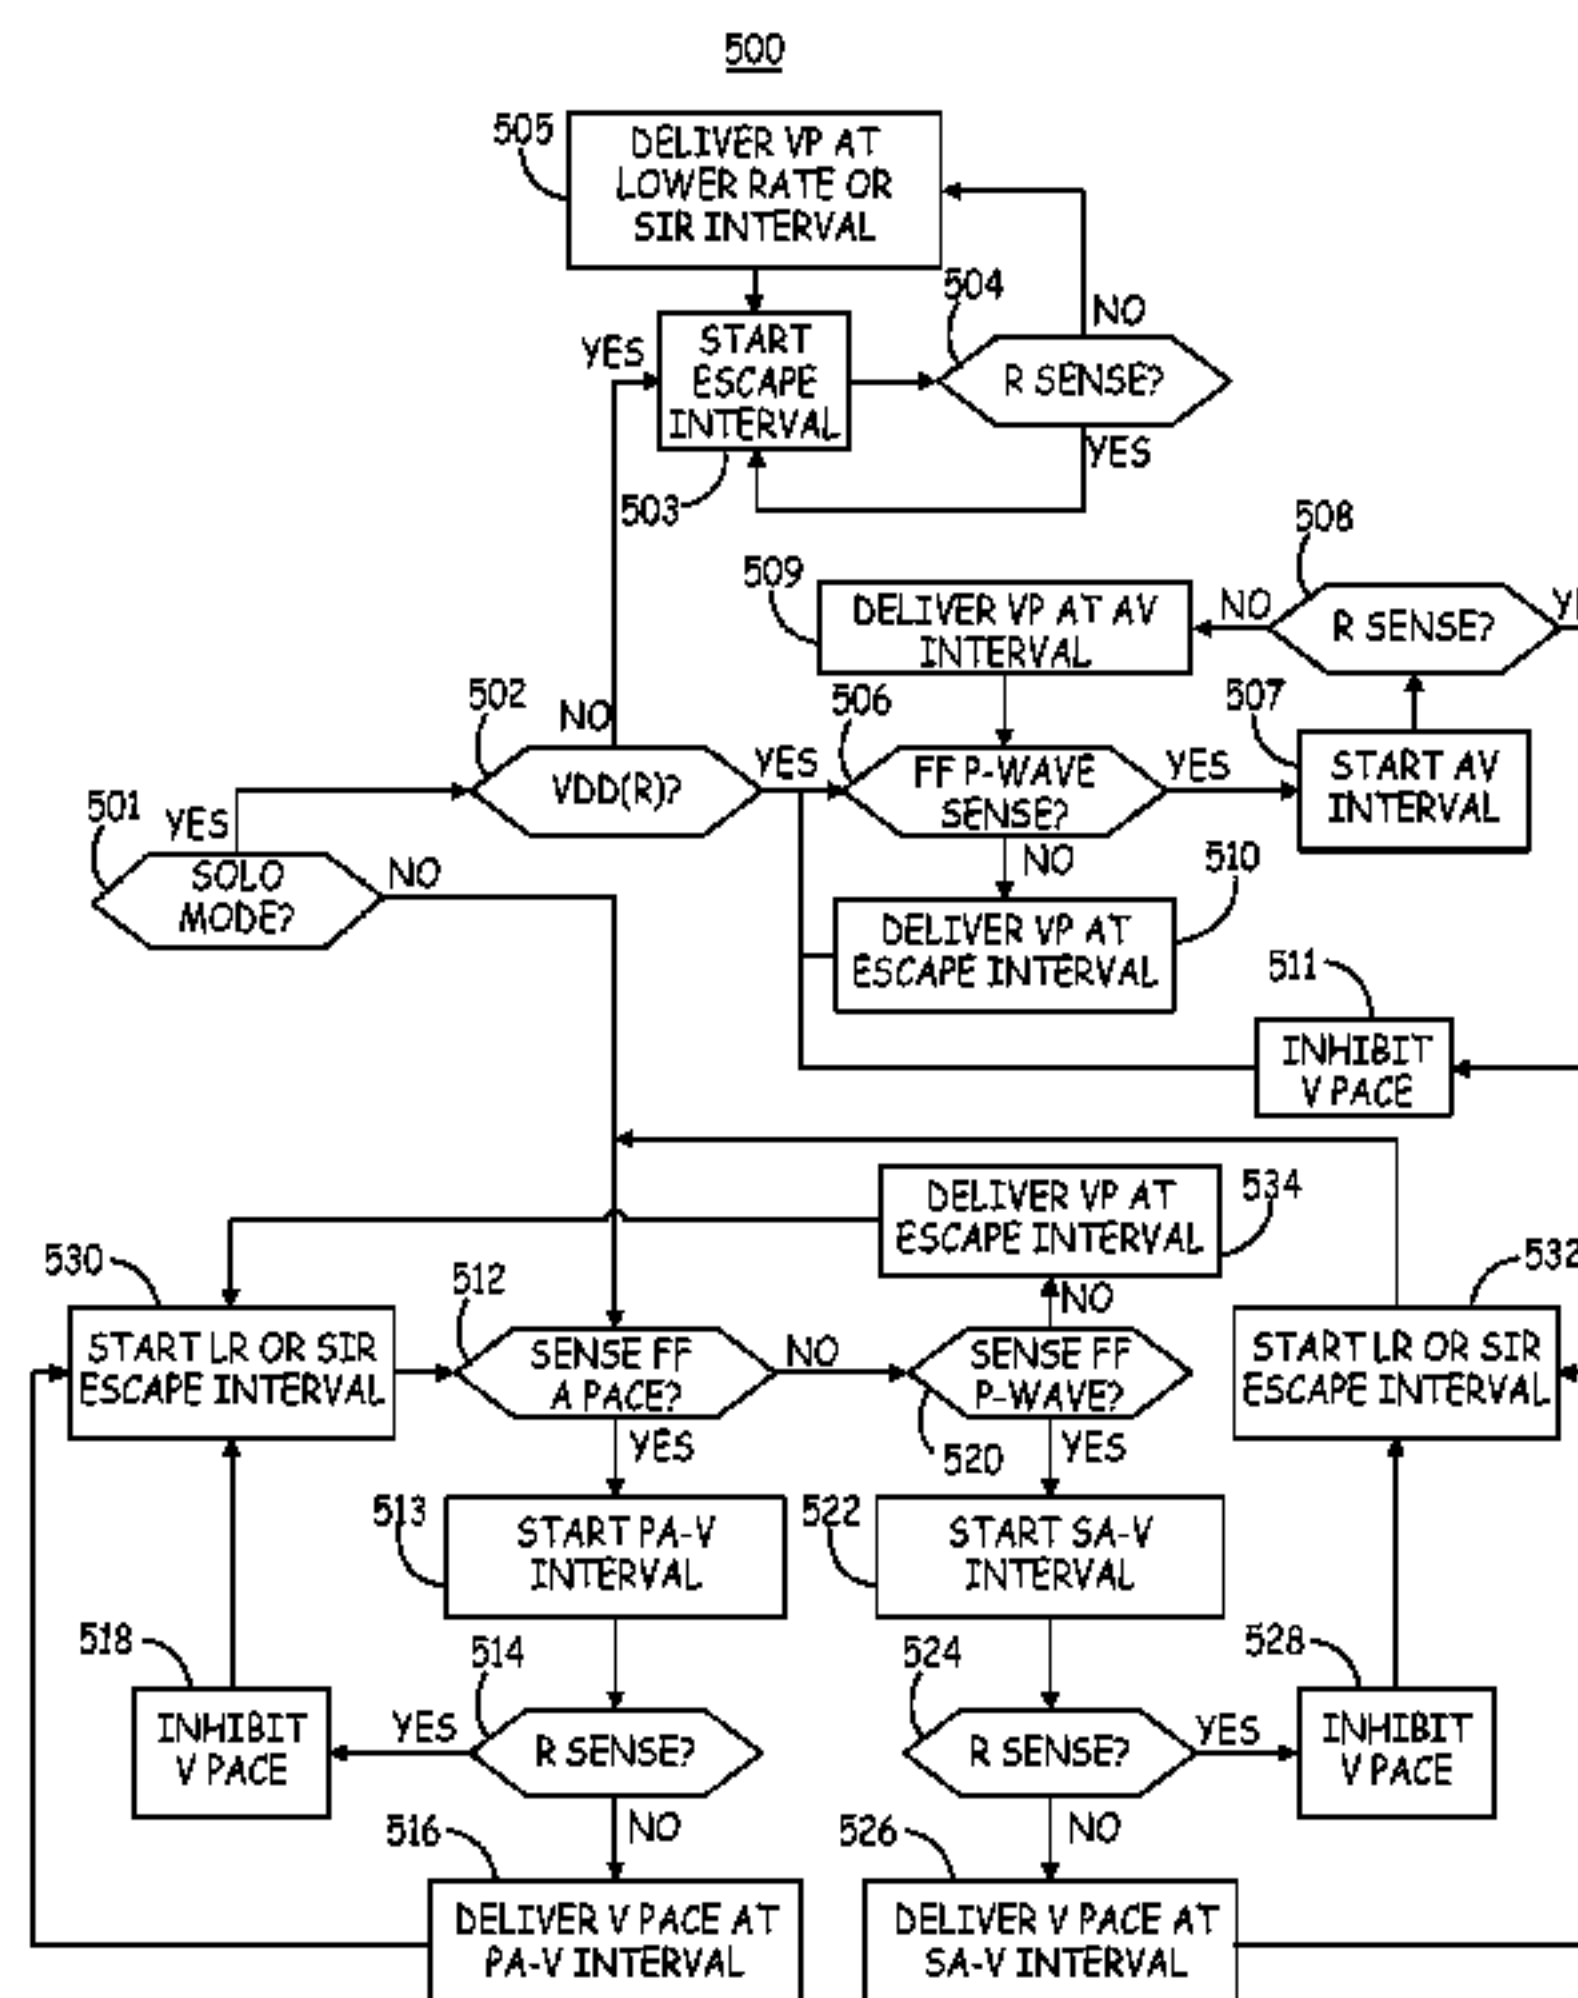 500
505
DELIVER VP AT
LOWER RATE OR
SIR INTERVAL
504
NO
YES
START
ESCAPE
INTERVAL
R SENSE?
YES
503
508
509
DELIVER VP AT AV
INTERVAL
NO
R SENSE?
502
NO
506
507
VDD(R)?
YES
FF P-WAVE
SENSE?
YES
START AV
INTERVAL
501
YES
SOLO
MODE?
NO
NO
510
DELIVER VP AT
ESCAPE INTERVAL
511
INHIBIT
V PACE
534
DELIVER VP AT
ESCAPE INTERVAL
530
512
NO
532
START LR OR SIR
ESCAPE INTERVAL
SENSE FF
A PACE?
NO
SENSE FF
P-WAVE?
START LR OR SIR
ESCAPE INTERVAL
YES
520
YES
513
START PA-V
INTERVAL
522
START SA-V
INTERVAL
518
514
524
528
INHIBIT
V PACE
YES
R SENSE?
R SENSE?
YES
INHIBIT
V PACE
516
NO
526
NO
DELIVER V PACE AT
PA-V INTERVAL
DELIVER V PACE AT
SA-V INTERVAL